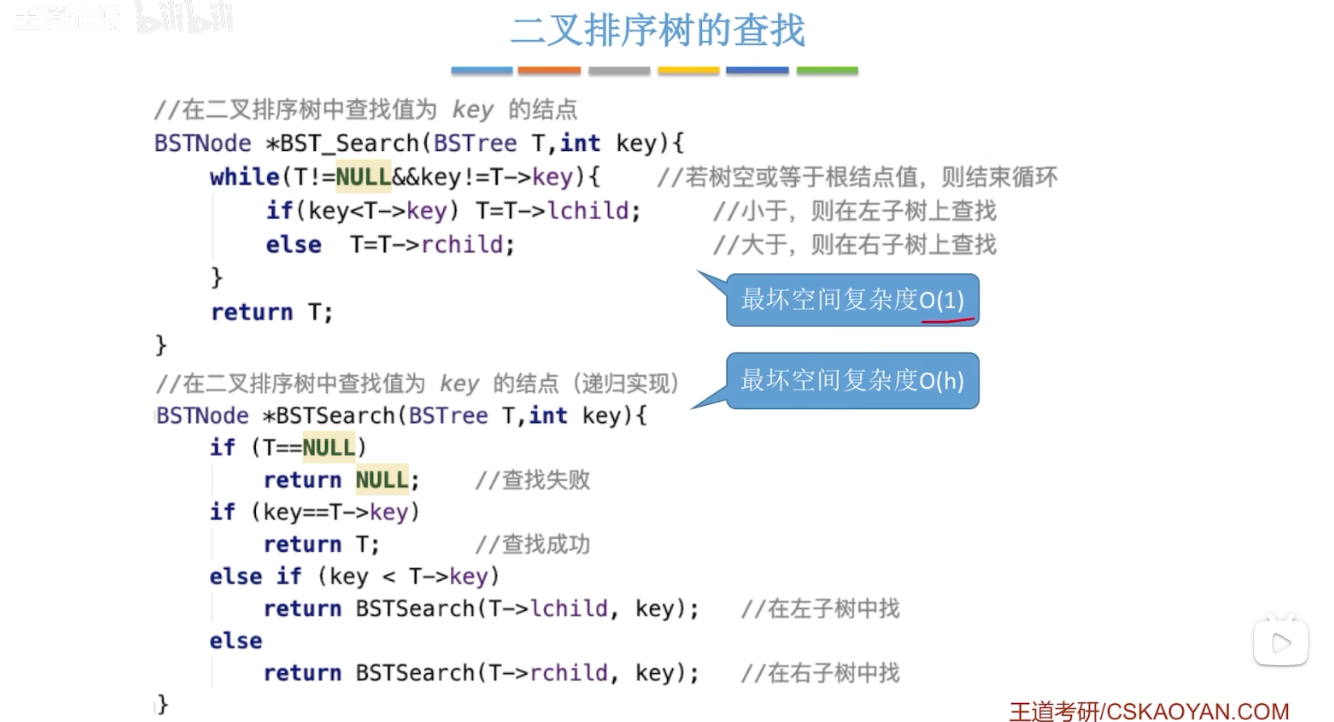 bilibili
二叉排序树的查找
//在二叉排序树中查找值为 key 的结点
BSTNode *BST_Search(BSTree T,int key){
while(T!=NULL&&key!=T->key){ //若树空或等于根结点值，则结束循环
if(key<T->key) T=T->lchild; //小于，则在左子树上查找
else T=T->rchild; //大于，则在右子树上查找
}
最坏空间复杂度O(1)
return T;
}
//在二叉排序树中查找值为 key 的结点（递归实现）
最坏空间复杂度O(h)
BSTNode *BSTSearch(BSTree T,int key){
if (T==NULL)
return NULL; //查找失败
if (key==T->key)
return T; //查找成功
else if (key < T->key)
return BSTSearch(T->lchild, key); //在左子树中找
else
return BSTSearch(T->rchild, key); //在右子树中找
}
王道考研/CSKAOYAN.COM